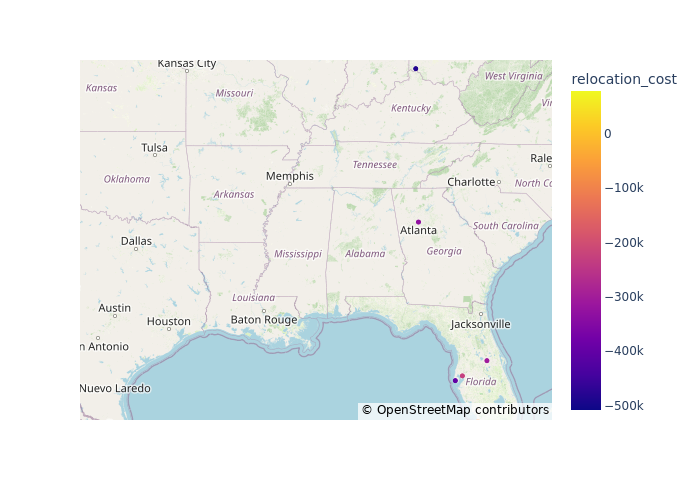 Kansas City
West Virginia
Kansas
Missouri
Kentucky
Vir
Tulsa
Rale
Tennessee
Oklahoma
Memphis
Charlotte
North Ca
Arkansas
South Carolina
Atlanta
Dallas
Mississippi
Alabama
Georgia
Louisiana
Austin
Houston
Baton Rouge
Jacksonville
n Antonio
Nuevo Laredo
Florida
© OpenStreetMap contributors
relocation_cost
0
−100k
−200k
−300k
−400k
−500k